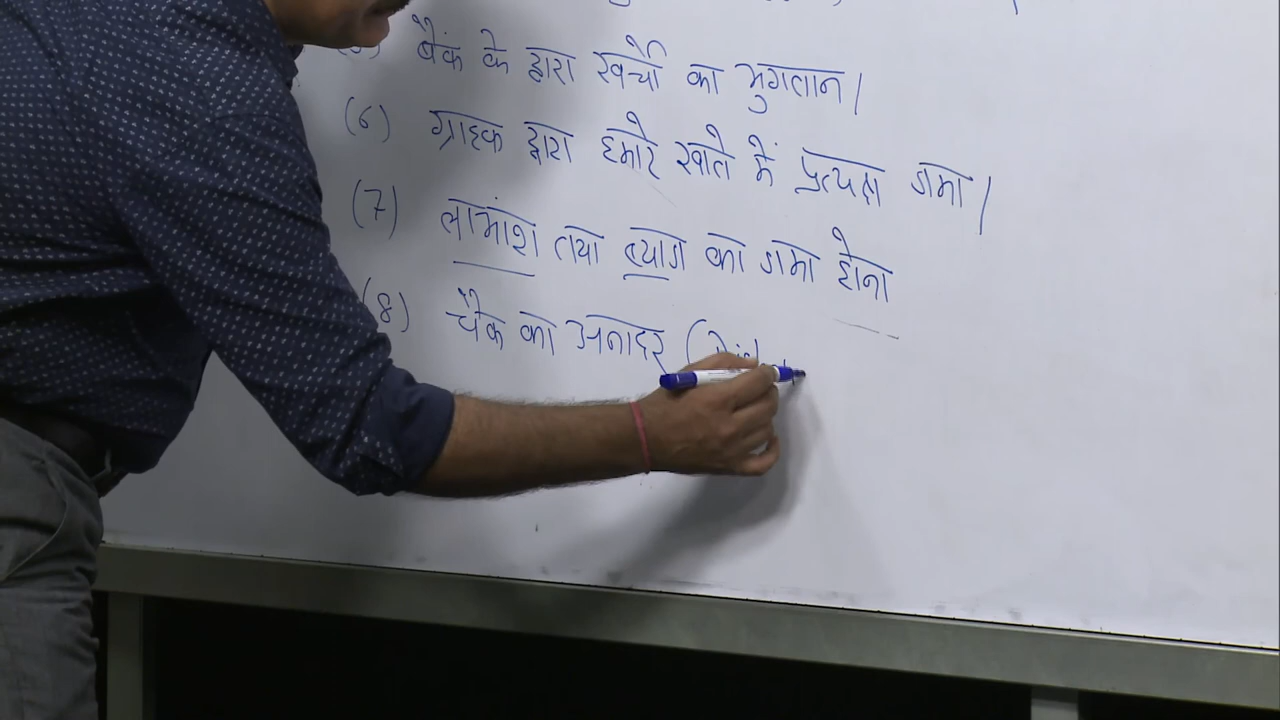 बैंक के द्वारा खर्चों का भुगतान।
(6) ग्राहक द्वारा हमारे खाते में प्रत्यक्ष जमा।
(7) लाभांश तथा ब्याज का जमा होना
(8) चैक का अनादर (